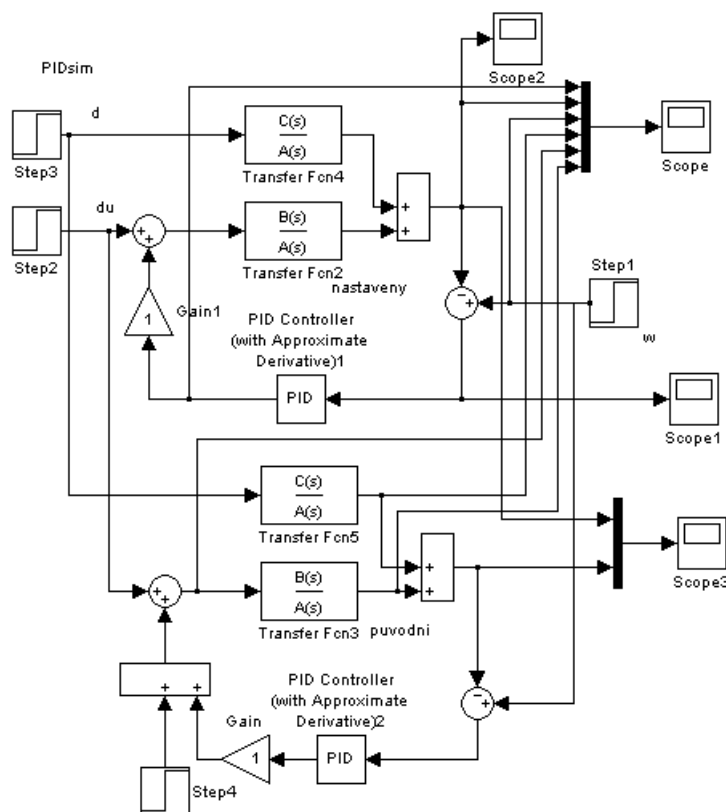 Scope2
PIDsim
d
C(s)
A(s)
Step3
Transfer Fcn4
Scope
du
+
+
B(s)
A(s)
+
+
Step2
Transfer Fcn2
nastaveny
Step1
−
+
w
Gain1
1
PID Controller
(with Approximate
Derivative)1
PID
Scope1
C(s)
A(s)
Transfer Fcn5
+
+
B(s)
A(s)
+
+
Scope3
Transfer Fcn3
puvodni
+
+
PID Controller
(with Approximate
Derivative)2
−
+
Gain
1
PID
Step4